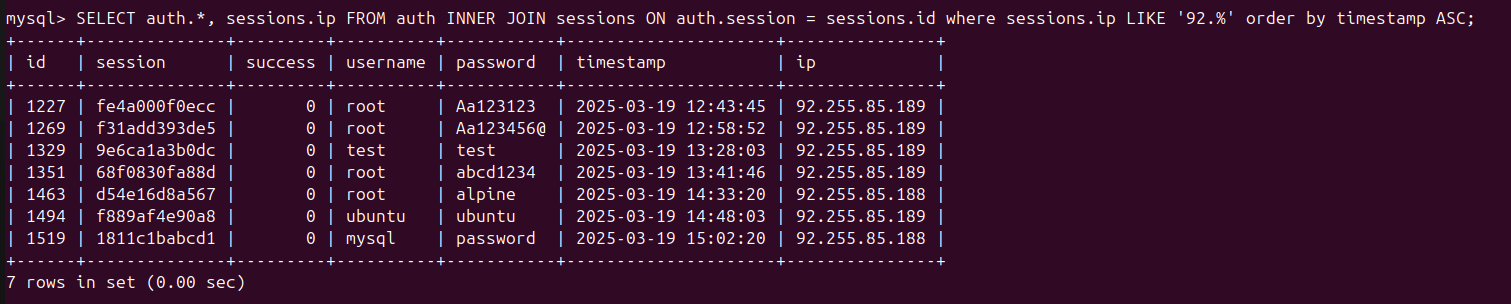 mysql> SELECT auth.*, sessions.ip FROM auth INNER JOIN sessions ON auth.session = sessions.id where sessions.ip LIKE '92.%' order by timestamp ASC;
+------+--------------+---------+----------+-----------+---------------------+---------------+
| id   | session      | success | username | password  | timestamp           | ip            |
+------+--------------+---------+----------+-----------+---------------------+---------------+
| 1227 | fe4a000f0ecc |       0 | root     | Aa123123  | 2025-03-19 12:43:45 | 92.255.85.189 |
| 1269 | f31add393de5 |       0 | root     | Aa123456@ | 2025-03-19 12:58:52 | 92.255.85.189 |
| 1329 | 9e6ca1a3b0dc |       0 | test     | test      | 2025-03-19 13:28:03 | 92.255.85.189 |
| 1351 | 68f0830fa88d |       0 | root     | abcd1234  | 2025-03-19 13:41:46 | 92.255.85.189 |
| 1463 | d54e16d8a567 |       0 | root     | alpine    | 2025-03-19 14:33:20 | 92.255.85.188 |
| 1494 | f889af4e90a8 |       0 | ubuntu   | ubuntu    | 2025-03-19 14:48:03 | 92.255.85.189 |
| 1519 | 1811c1babcd1 |       0 | mysql    | password  | 2025-03-19 15:02:20 | 92.255.85.188 |
+------+--------------+---------+----------+-----------+---------------------+---------------+
7 rows in set (0.00 sec)